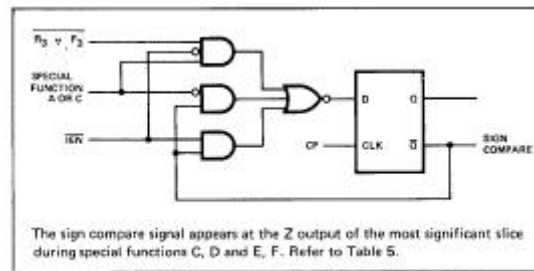 R3 ∀ F3
SPECIAL
FUNCTION
A OR C
IEN
D
Q
CP
CLK
Q
SIGN
COMPARE
The sign compare signal appears at the Z output of the most significant slice
during special functions C, D and E, F. Refer to Table 5.